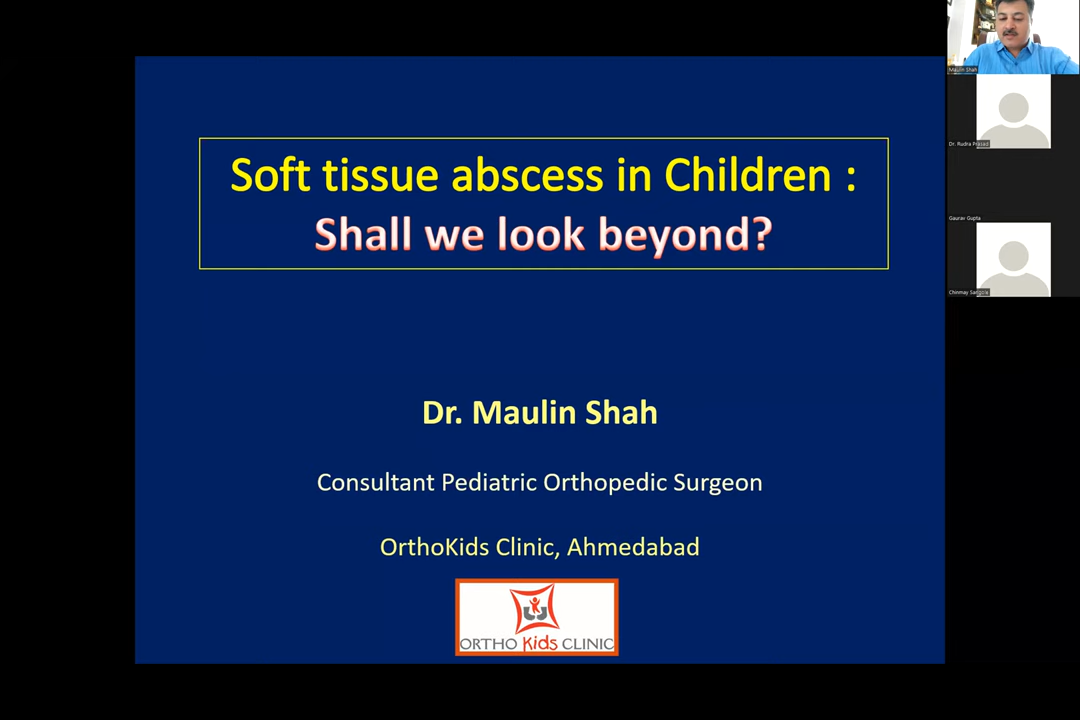 Soft tissue abscess in Children :
Shall we look beyond?
Dr. Maulin Shah
Consultant Pediatric Orthopedic Surgeon
OrthoKids Clinic, Ahmedabad
ORTHO Kids CLINIC
Maulin Shah
Dr. Rudra Prasad
Gaurav Gupta
Chinmay Sangole